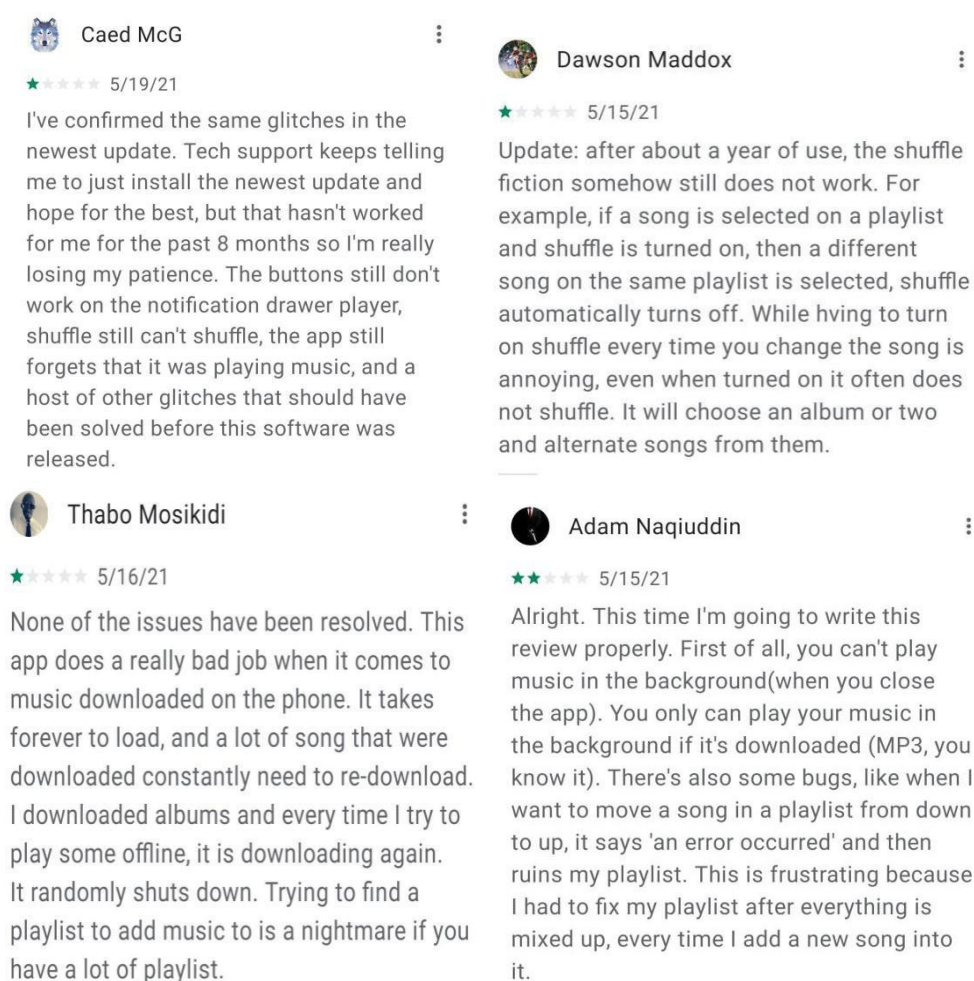 Caed McG
5/19/21
I've confirmed the same glitches in the
newest update. Tech support keeps telling
me to just install the newest update and
hope for the best, but that hasn't worked
for me for the past 8 months so I'm really
losing my patience. The buttons still don't
work on the notification drawer player,
shuffle still can't shuffle, the app still
forgets that it was playing music, and a
host of other glitches that should have
been solved before this software was
released.
Dawson Maddox
5/15/21
Update: after about a year of use, the shuffle
fiction somehow still does not work. For
example, if a song is selected on a playlist
and shuffle is turned on, then a different
song on the same playlist is selected, shuffle
automatically turns off. While hving to turn
on shuffle every time you change the song is
annoying, even when turned on it often does
not shuffle. It will choose an album or two
and alternate songs from them.
Thabo Mosikidi
5/16/21
None of the issues have been resolved. This
app does a really bad job when it comes to
music downloaded on the phone. It takes
forever to load, and a lot of song that were
downloaded constantly need to re-download.
I downloaded albums and every time I try to
play some offline, it is downloading again.
It randomly shuts down. Trying to find a
playlist to add music to is a nightmare if you
have a lot of playlist.
Adam Naqiuddin
5/15/21
Alright. This time I'm going to write this
review properly. First of all, you can't play
music in the background(when you close
the app). You only can play your music in
the background if it's downloaded (MP3, you
know it). There's also some bugs, like when I
want to move a song in a playlist from down
to up, it says 'an error occurred' and then
ruins my playlist. This is frustrating because
I had to fix my playlist after everything is
mixed up, every time I add a new song into
it.